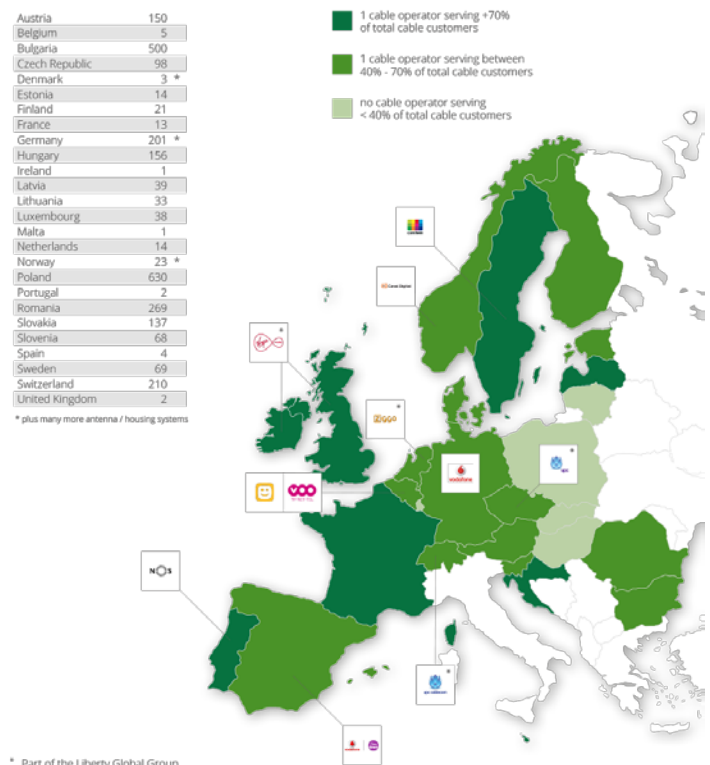 Austria 150
Belgium 5
Bulgaria 500
Czech Republic 98
Denmark 3 *
Estonia 14
Finland 21
France 13
Germany 201 *
Hungary 156
Ireland 1
Latvia 39
Lithuania 33
Luxembourg 38
Malta 1
Netherlands 14
Norway 23 *
Poland 630
Portugal 2
Romania 269
Slovakia 137
Slovenia 68
Spain 4
Sweden 69
Switzerland 210
United Kingdom 2
* plus many more antenna / housing systems
1 cable operator serving +70%
of total cable customers
1 cable operator serving between
40% - 70% of total cable customers
no cable operator serving
< 40% of total cable customers
Canal Digital
*
*
ziggo
*
vodafone
upc
*
VOO
NOS
*
* Part of the Liberty Global Group